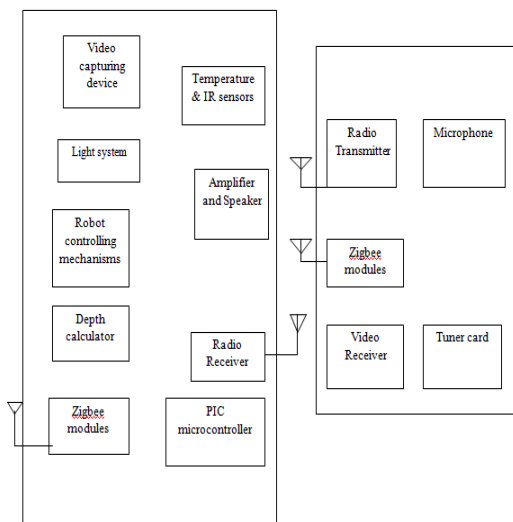 Video
capturing
device
Temperature
& IR sensors
Light system
Amplifier
and Speaker
Robot
controlling
mechanisms
Depth
calculator
Radio
Receiver
Zigbee
modules
PIC
microcontroller
Radio
Transmitter
Microphone
Zigbee
modules
Video
Receiver
Tuner card